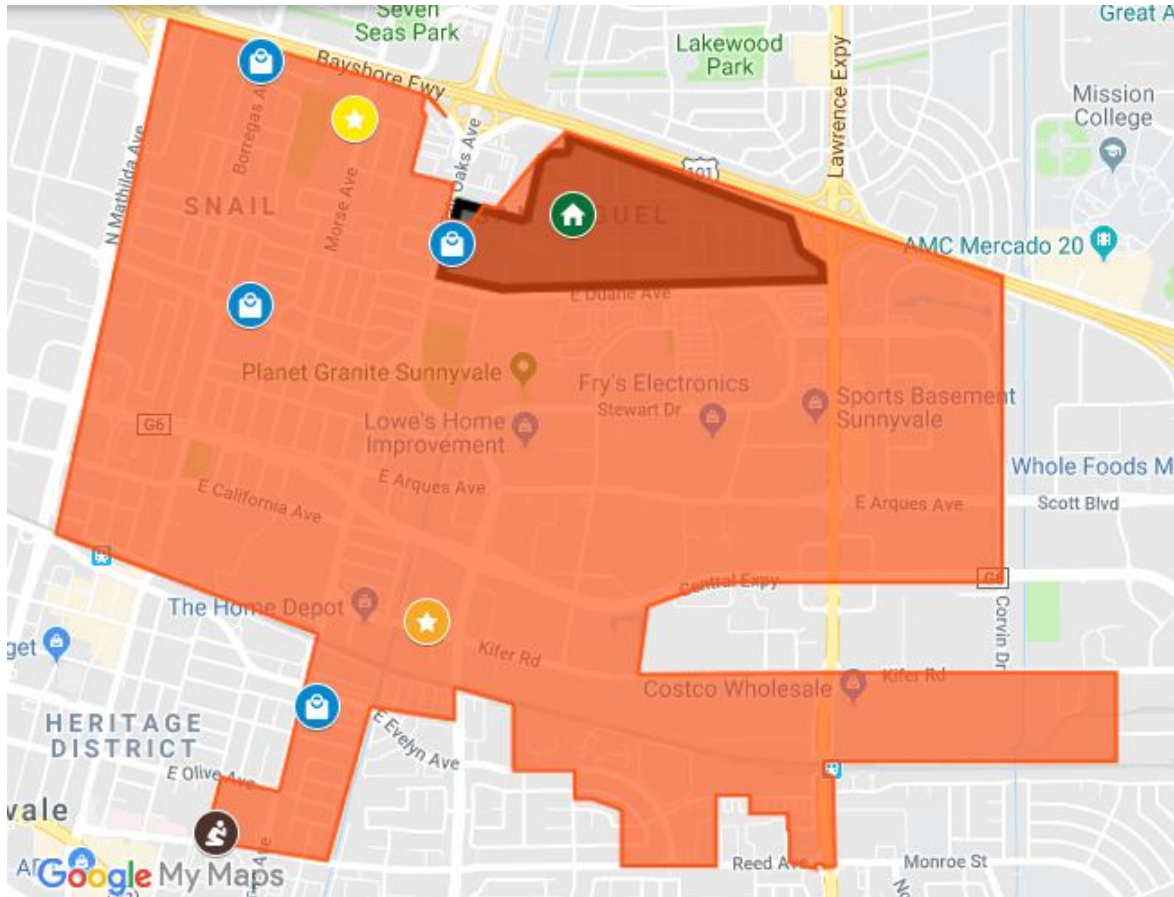 Seven
Seas Park
Great A
Lakewood
Park
Bayshore Fwy
Lawrence Expy
Mission
College
Oaks Ave
Borregas A
N Mathilda Ave
101
SNAIL
Morse Ave
GUEL
AMC Mercado 20
E Duane Ave
Planet Granite Sunnyvale
Fry's Electronics
Stewart Dr
Sports Basement
Sunnyvale
G6
Lowe's Home
Improvement
Whole Foods M
E Arques Ave
E California Ave
E Arques Ave
Scott Blvd
Central Expy
G6
The Home Depot
Corvin Dr
get
Kifer Rd
Kifer Rd
Costco Wholesale
HERITAGE
DISTRICT
E Evelyn Ave
E Olive Ave
vale
Reed Ave
Monroe St
Google My Maps